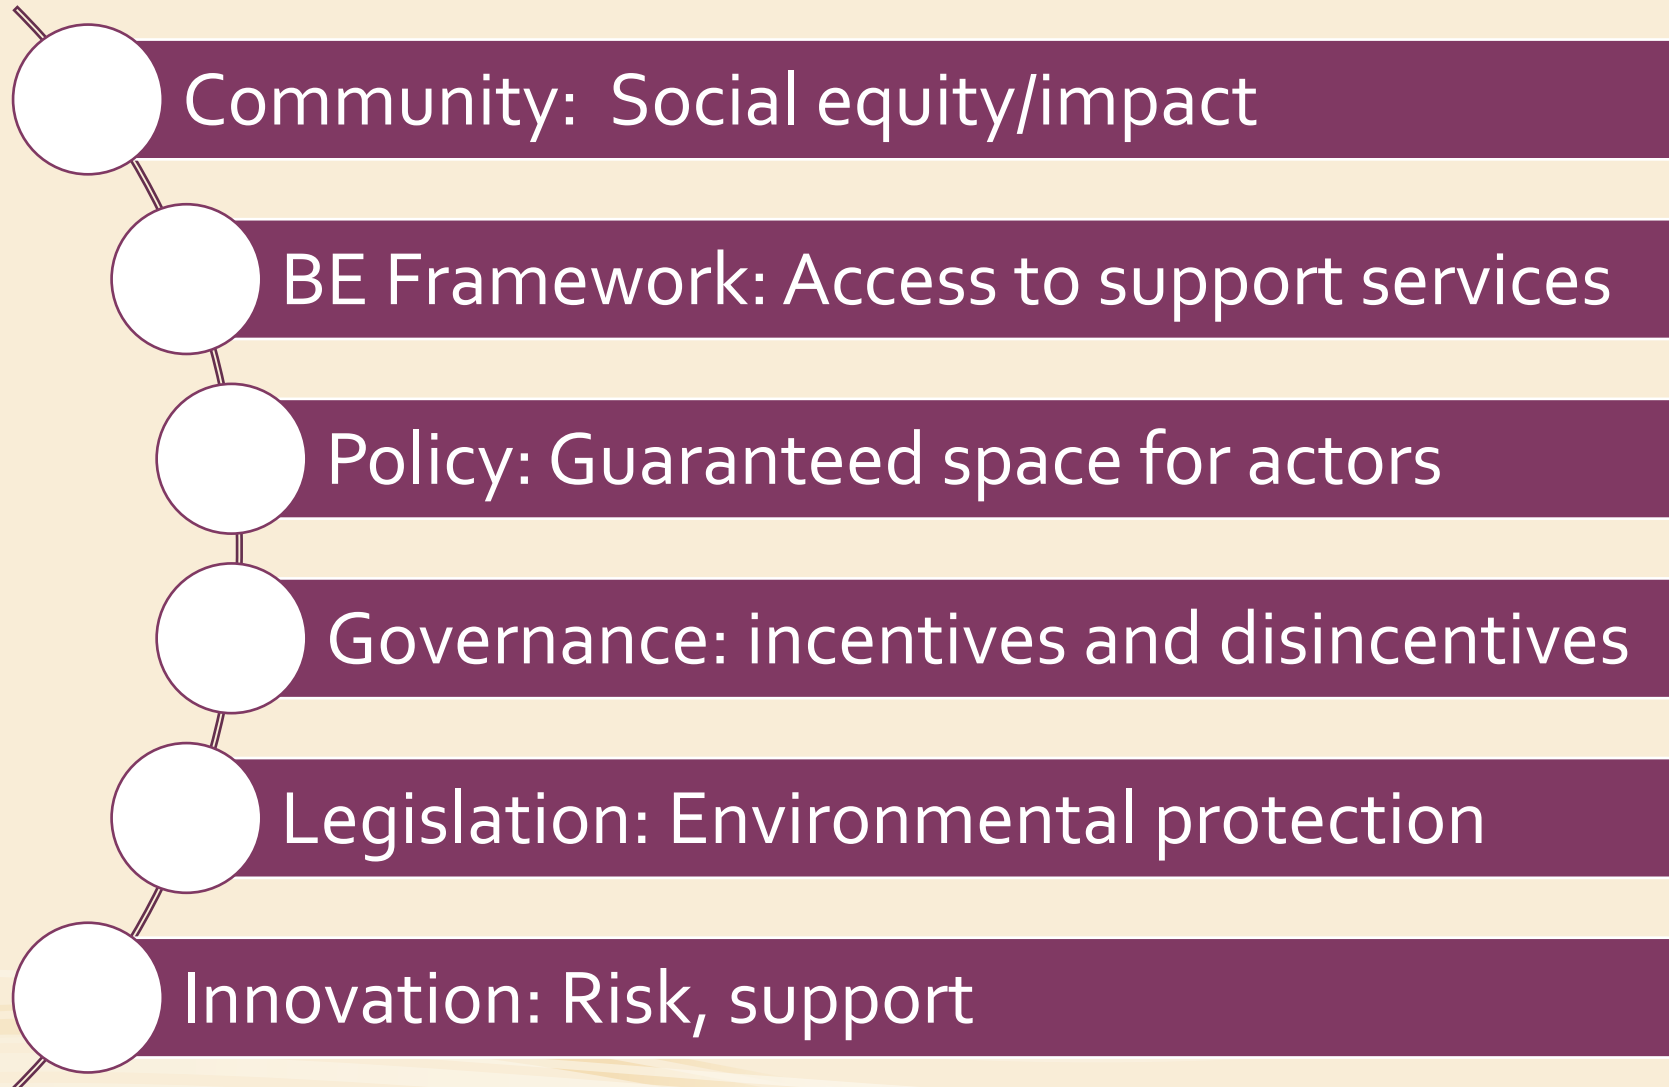 Community:  Social equity/impact
BE Framework: Access to support services
Policy: Guaranteed space for actors
Governance: incentives and disincentives
Legislation: Environmental protection
Innovation: Risk, support